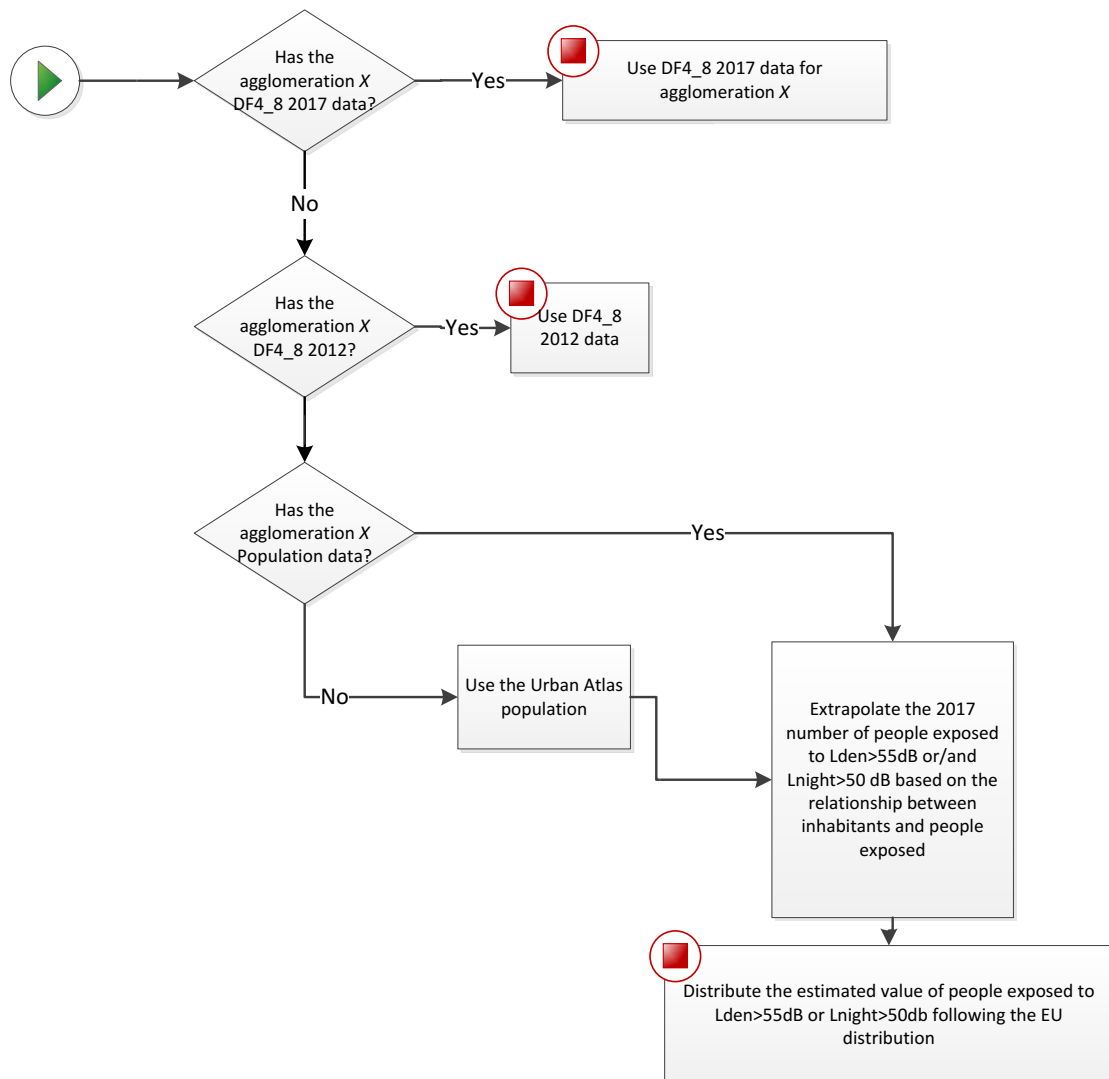 Has the
agglomeration X
DF4_8 2017 data?
Yes
Use DF4_8 2017 data for
agglomeration X
No
Has the
agglomeration X
DF4_8 2012?
Yes
Use DF4_8
2012 data
Has the
agglomeration X
Population data?
Yes
No
Use the Urban Atlas
population
Extrapolate the 2017
number of people exposed
to Lden>55dB or/and
Lnight>50 dB based on the
relationship between
inhabitants and people
exposed
Distribute the estimated value of people exposed to
Lden>55dB or Lnight>50db following the EU
distribution